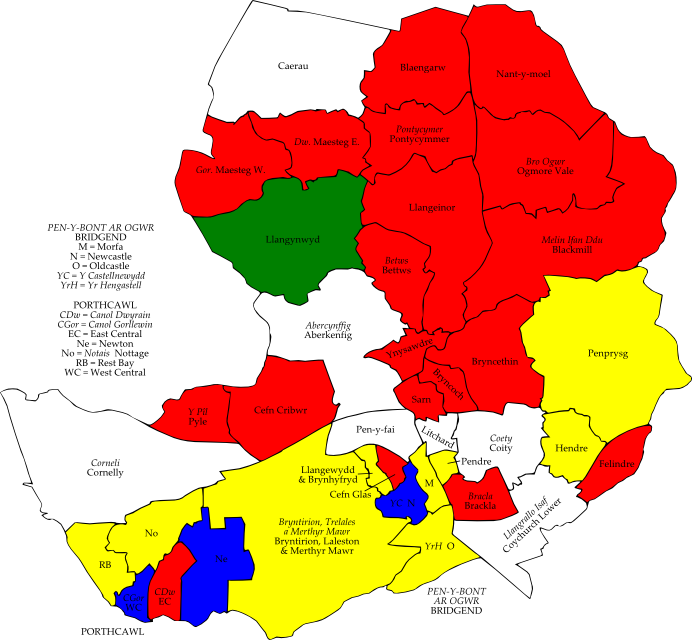 Caerau
Blaengarw
Nant-y-moel
Pontycymer
Pontycymmer
Dw. Maesteg E.
Gor. Maesteg W.
Bro Ogwr
Ogmore Vale
Llangeinor
Llangynwyd
Melin Ifan Ddu
Blackmill
Betws
Bettws
PEN-Y-BONT AR OGWR
BRIDGEND
M = Morfa
N = Newcastle
O = Oldcastle
YC = Y Castellnewydd
YrH = Yr Hengastell
PORTHCAWL
CDw = Canol Dwyrain
CGor = Canol Gorllewin
EC = East Central
Ne = Newton
No = Notais Nottage
RB = Rest Bay
WC = West Central
Abercynffig
Aberkenfig
Ynysawdre
Bryncethin
Penprysg
Bryncoch
Sarn
Cefn Cribwr
Y Pîl
Pyle
Pen-y-fai
Litchard
Coety
Coity
Hendre
Felindre
Pendre
Corneli
Cornelly
Llangewydd
& Brynhyfryd
Cefn Glas
M
YC N
Bracla
Brackla
Llangrallo Isaf
Coychurch Lower
Bryntirion, Trelales
a Merthyr Mawr
Bryntirion, Laleston
& Merthyr Mawr
YrH O
No
RB
Ne
CDw
EC
CGor
WC
PEN-Y-BONT
AR OGWR
BRIDGEND
PORTHCAWL